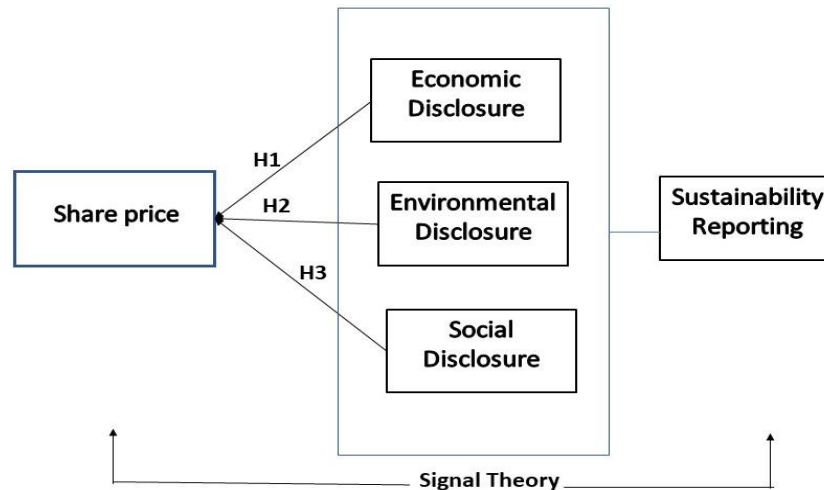 Economic
Disclosure
H1
Share price
H2
Environmental
Disclosure
Sustainability
Reporting
H3
Social
Disclosure
Signal Theory